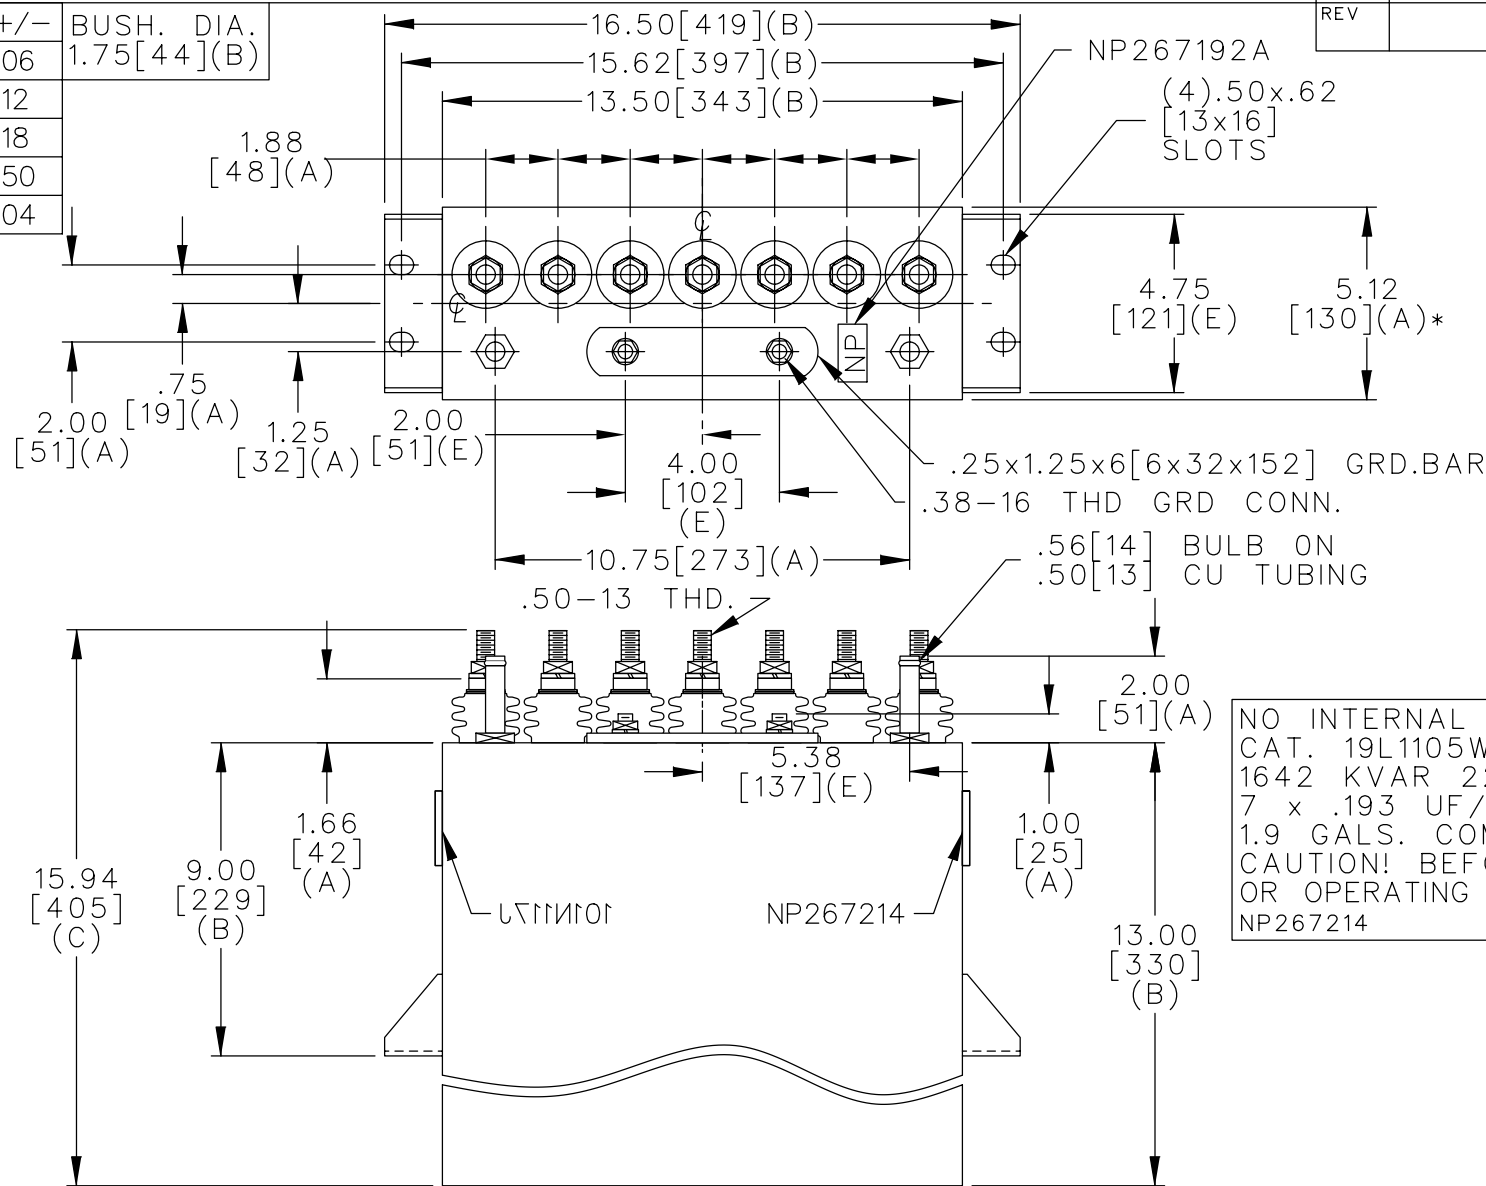 +/-
06
12
18
50
04
BUSH. DIA.
1.75[44](B)
16.50[419](B)
15.62[397](B)
13.50[343](B)
REV
NP267192A
(4).50x.62
[13x16]
SLOTS
1.88
[48](A)
℄
℄
NP
4.75
[121](E)
5.12
[130](A)*
2.00
[51](A)
.75
[19](A)
1.25
[32](A)
2.00
[51](E)
4.00
[102]
(E)
10.75[273](A)
.25x1.25x6[6x32x152] GRD.BAR
.38-16 THD GRD CONN.
.56[14] BULB ON
.50[13] CU TUBING
.50-13 THD.
2.00
[51](A)
5.38
[137](E)
1.66
[42]
(A)
9.00
[229]
(B)
15.94
[405]
(C)
101N117J
NP267214
1.00
[25]
(A)
13.00
[330]
(B)
NO INTERNAL
CAT. 19L1105W
1642 KVAR
7 x .193 UF/
1.9 GALS.
CAUTION!
OR OPERATING
NP267214